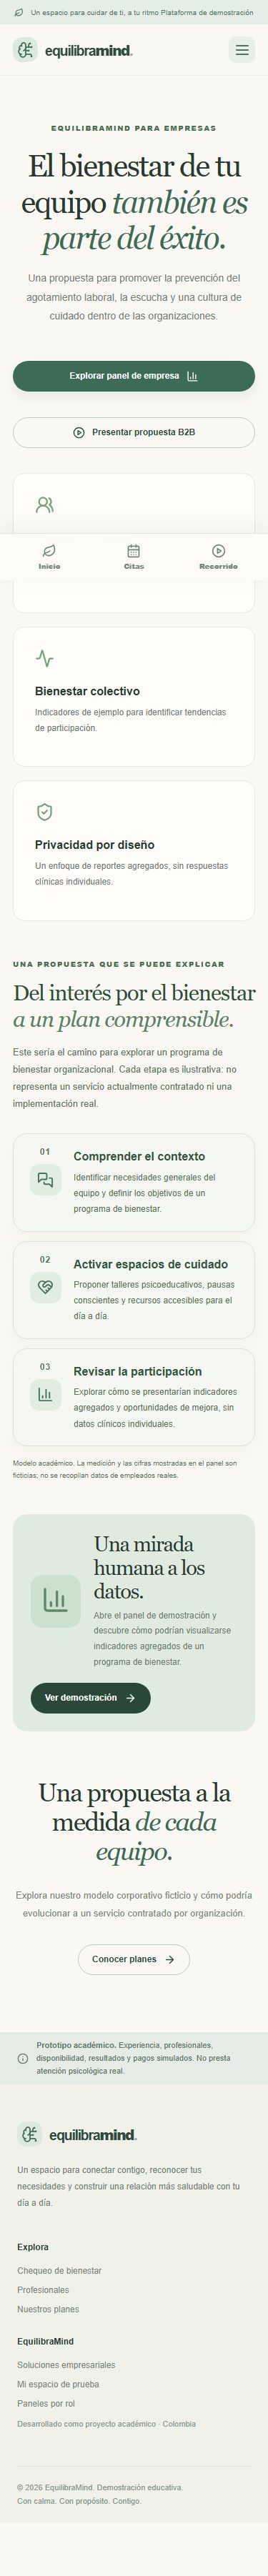 Un espacio para cuidar de ti, a tu ritmo Plataforma de demostración
equilibramind.
EQUILIBRAMIND PARA EMPRESAS
El bienestar de tu
equipo también es
parte del éxito.
Una propuesta para promover la prevención del
agotamiento laboral, la escucha y una cultura de
cuidado dentro de las organizaciones.
Explorar panel de empresa
Presentar propuesta B2B
Inicio
Citas
Recorrido
Bienestar colectivo
Indicadores de ejemplo para identificar tendencias
de participación.
Privacidad por diseño
Un enfoque de reportes agregados, sin respuestas
clínicas individuales.
UNA PROPUESTA QUE SE PUEDE EXPLICAR
Del interés por el bienestar
a un plan comprensible.
Este sería el camino para explorar un programa de
bienestar organizacional. Cada etapa es ilustrativa: no
representa un servicio actualmente contratado ni una
implementación real.
01
Comprender el contexto
Identificar necesidades generales del
equipo y definir los objetivos de un
programa de bienestar.
02
Activar espacios de cuidado
Proponer talleres psicoeducativos, pausas
conscientes y recursos accesibles para el
día a día.
03
Revisar la participación
Explorar cómo se presentarían indicadores
agregados y oportunidades de mejora, sin
datos clínicos individuales.
Modelo académico. La medición y las cifras mostradas en el panel son
ficticias; no se recopilan datos de empleados reales.
Una mirada
humana a los
datos.
Abre el panel de demostración y
descubre cómo podrían visualizarse
indicadores agregados de un
programa de bienestar.
Ver demostración
Una propuesta a la
medida de cada
equipo.
Explora nuestro modelo corporativo ficticio y cómo podría
evolucionar a un servicio contratado por organización.
Conocer planes
Prototipo académico. Experiencia, profesionales,
disponibilidad, resultados y pagos simulados. No presta
atención psicológica real.
equilibramind.
Un espacio para conectar contigo, reconocer tus
necesidades y construir una relación más saludable con tu
día a día.
Explora
Chequeo de bienestar
Profesionales
Nuestros planes
EquilibraMind
Soluciones empresariales
Mi espacio de prueba
Paneles por rol
Desarrollado como proyecto académico · Colombia
© 2026 EquilibraMind. Demostración educativa.
Con calma. Con propósito. Contigo.